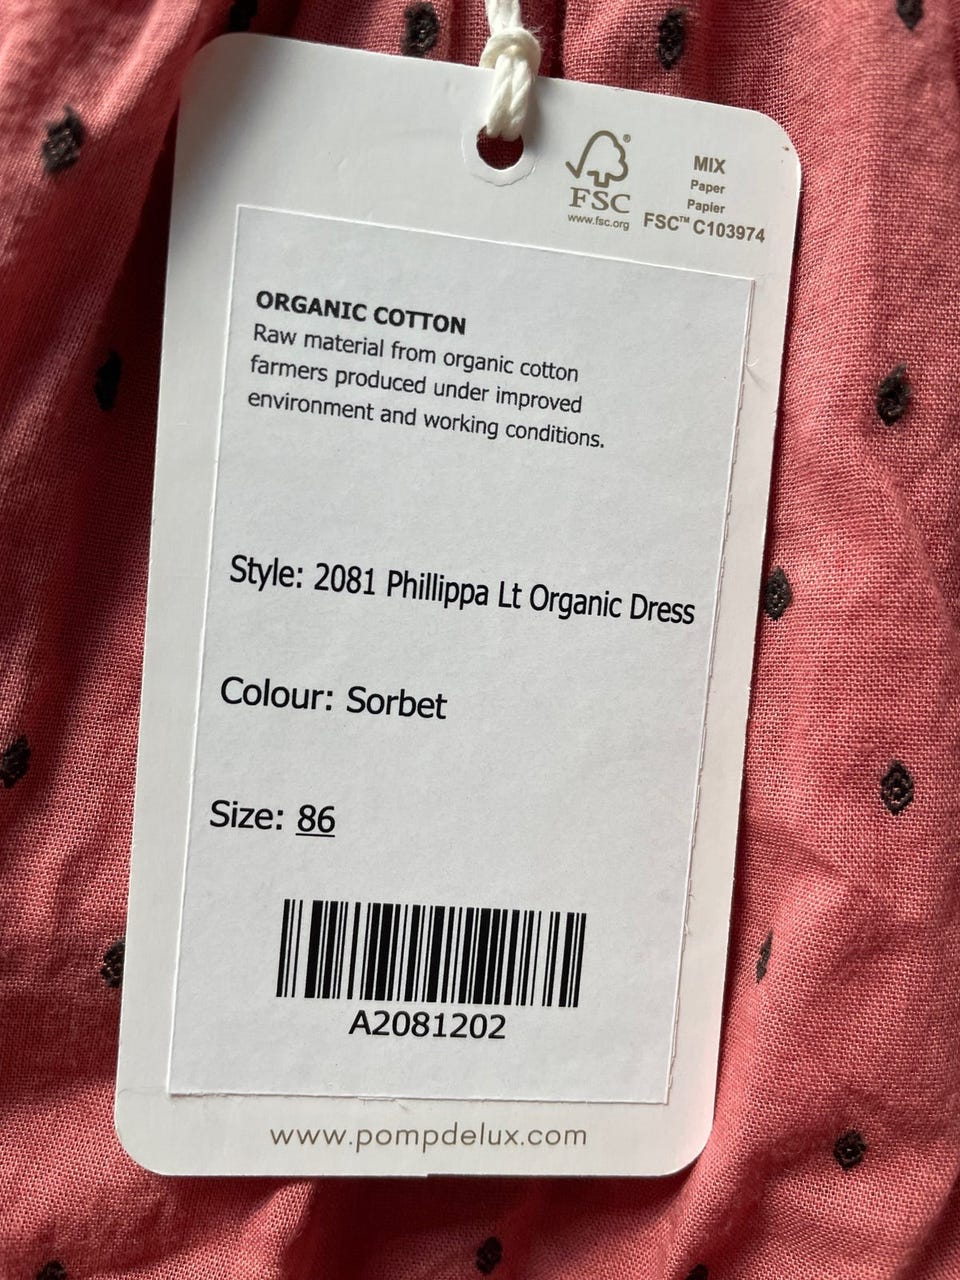 FSC®
www.fsc.org
MIX
Paper
Papier
FSC™ C103974
ORGANIC COTTON
Raw material from organic cotton
farmers produced under improved
environment and working conditions.
Style: 2081 Phillippa Lt Organic Dress
Colour: Sorbet
Size: 86
A2081202
www.pompdelux.com